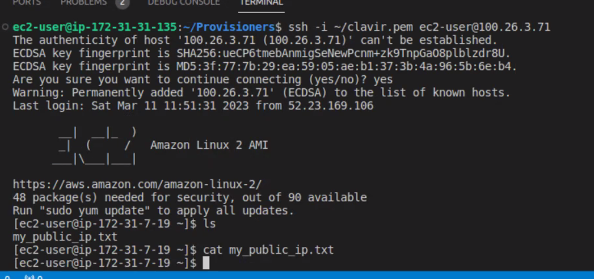 PORTS PROBLEMS 2 DEBUG CONSOLE TERMINAL
ec2-user@ip-172-31-31-135:~/Provisioners$ ssh -i ~/clavir.pem ec2-user@100.26.3.71
The authenticity of host '100.26.3.71 (100.26.3.71)' can't be established.
ECDSA key fingerprint is SHA256:ueCP6tmebAnmigSeNewPcnm+zk9TnpGaO8plblzdr8U.
ECDSA key fingerprint is MD5:3f:77:7b:29:ea:59:05:ae:b1:37:3b:4a:96:5b:6e:b4.
Are you sure you want to continue connecting (yes/no)? yes
Warning: Permanently added '100.26.3.71' (ECDSA) to the list of known hosts.
Last login: Sat Mar 11 11:51:31 2023 from 52.23.169.106
__|  __|_  )
_|  (     /   Amazon Linux 2 AMI
___|\___|___|
https://aws.amazon.com/amazon-linux-2/
48 package(s) needed for security, out of 90 available
Run "sudo yum update" to apply all updates.
[ec2-user@ip-172-31-7-19 ~]$ ls
my_public_ip.txt
[ec2-user@ip-172-31-7-19 ~]$ cat my_public_ip.txt
[ec2-user@ip-172-31-7-19 ~]$